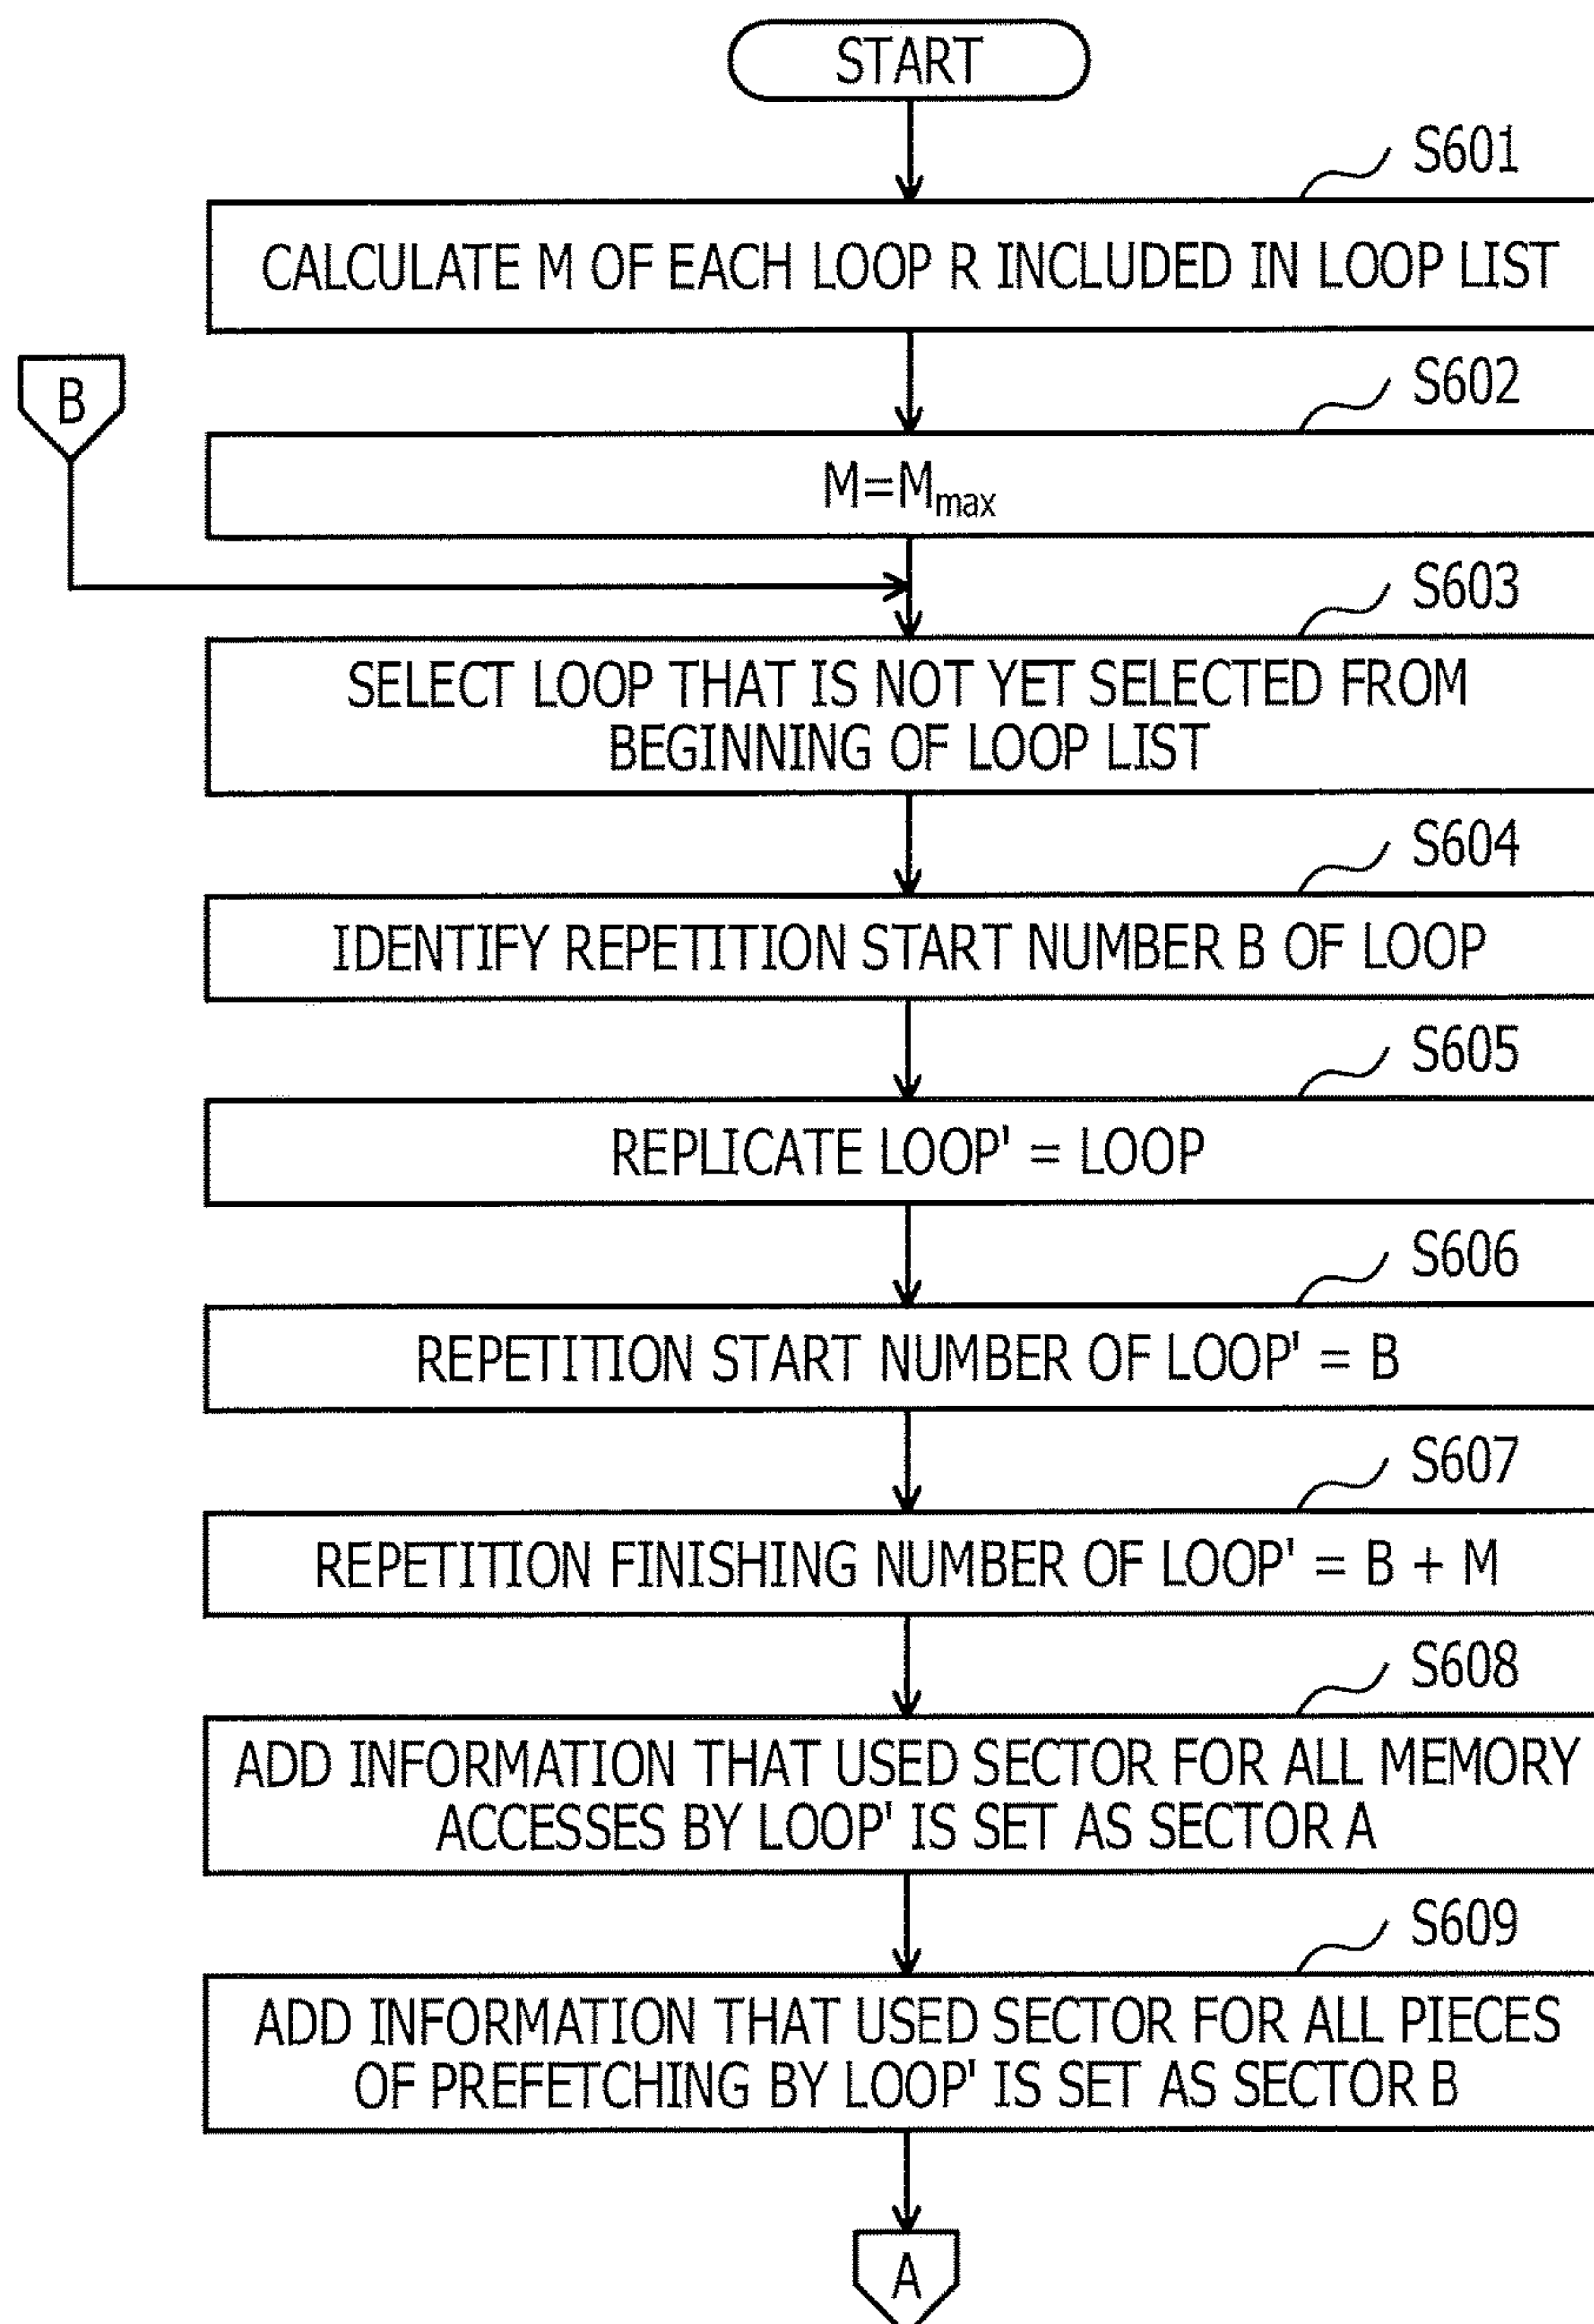 START
S601
CALCULATE M OF EACH LOOP R INCLUDED IN LOOP LIST
B
S602
M=Mmax
S603
SELECT LOOP THAT IS NOT YET SELECTED FROM
BEGINNING OF LOOP LIST
S604
IDENTIFY REPETITION START NUMBER B OF LOOP
S605
REPLICATE LOOP' = LOOP
S606
REPETITION START NUMBER OF LOOP' = B
S607
REPETITION FINISHING NUMBER OF LOOP' = B + M
S608
ADD INFORMATION THAT USED SECTOR FOR ALL MEMORY
ACCESSES BY LOOP' IS SET AS SECTOR A
S609
ADD INFORMATION THAT USED SECTOR FOR ALL PIECES
OF PREFETCHING BY LOOP' IS SET AS SECTOR B
A